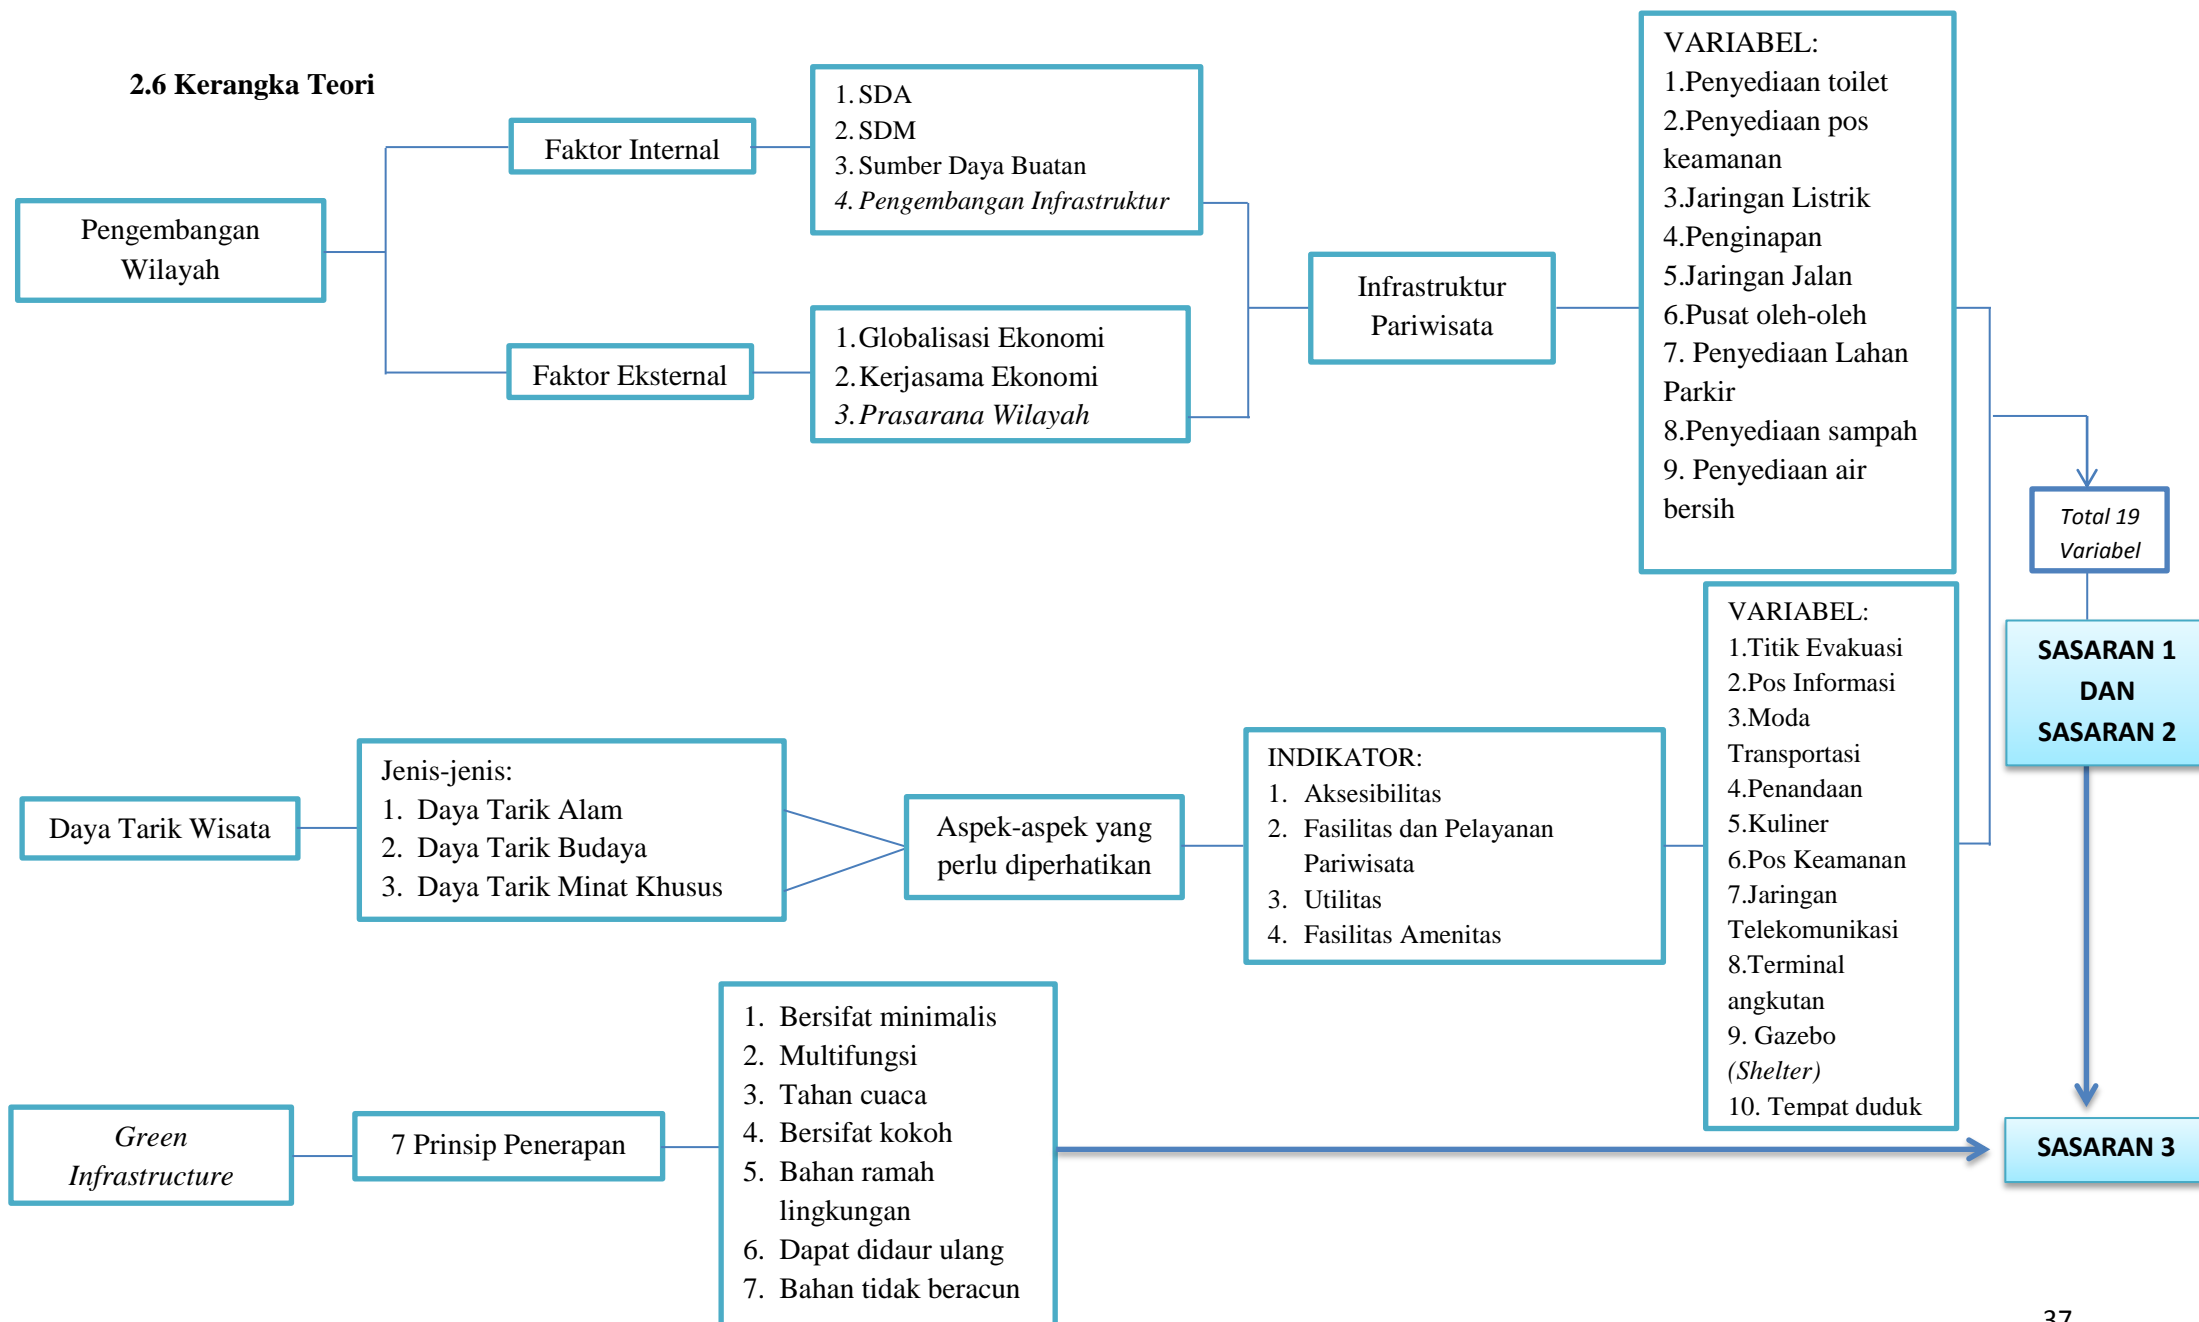 2.6 Kerangka Teori
Pengembangan
Wilayah
Faktor Internal
1. SDA
2. SDM
3. Sumber Daya Buatan
4. Pengembangan Infrastruktur
Faktor Eksternal
1. Globalisasi Ekonomi
2. Kerjasama Ekonomi
3. Prasarana Wilayah
Infrastruktur
Pariwisata
VARIABEL:
1.Penyediaan toilet
2.Penyediaan pos
keamanan
3.Jaringan Listrik
4.Penginapan
5.Jaringan Jalan
6.Pusat oleh-oleh
7. Penyediaan Lahan
Parkir
8.Penyediaan sampah
9. Penyediaan air
bersih
Total 19
Variabel
SASARAN 1
DAN
SASARAN 2
Daya Tarik Wisata
Jenis-jenis:
1. Daya Tarik Alam
2. Daya Tarik Budaya
3. Daya Tarik Minat Khusus
Aspek-aspek yang
perlu diperhatikan
INDIKATOR:
1. Aksesibilitas
2. Fasilitas dan Pelayanan
Pariwisata
3. Utilitas
4. Fasilitas Amenitas
VARIABEL:
1.Titik Evakuasi
2.Pos Informasi
3.Moda
Transportasi
4.Penandaan
5.Kuliner
6.Pos Keamanan
7.Jaringan
Telekomunikasi
8.Terminal
angkutan
9. Gazebo
(Shelter)
10. Tempat duduk
Green
Infrastructure
7 Prinsip Penerapan
1. Bersifat minimalis
2. Multifungsi
3. Tahan cuaca
4. Bersifat kokoh
5. Bahan ramah
lingkungan
6. Dapat didaur ulang
7. Bahan tidak beracun
SASARAN 3
37